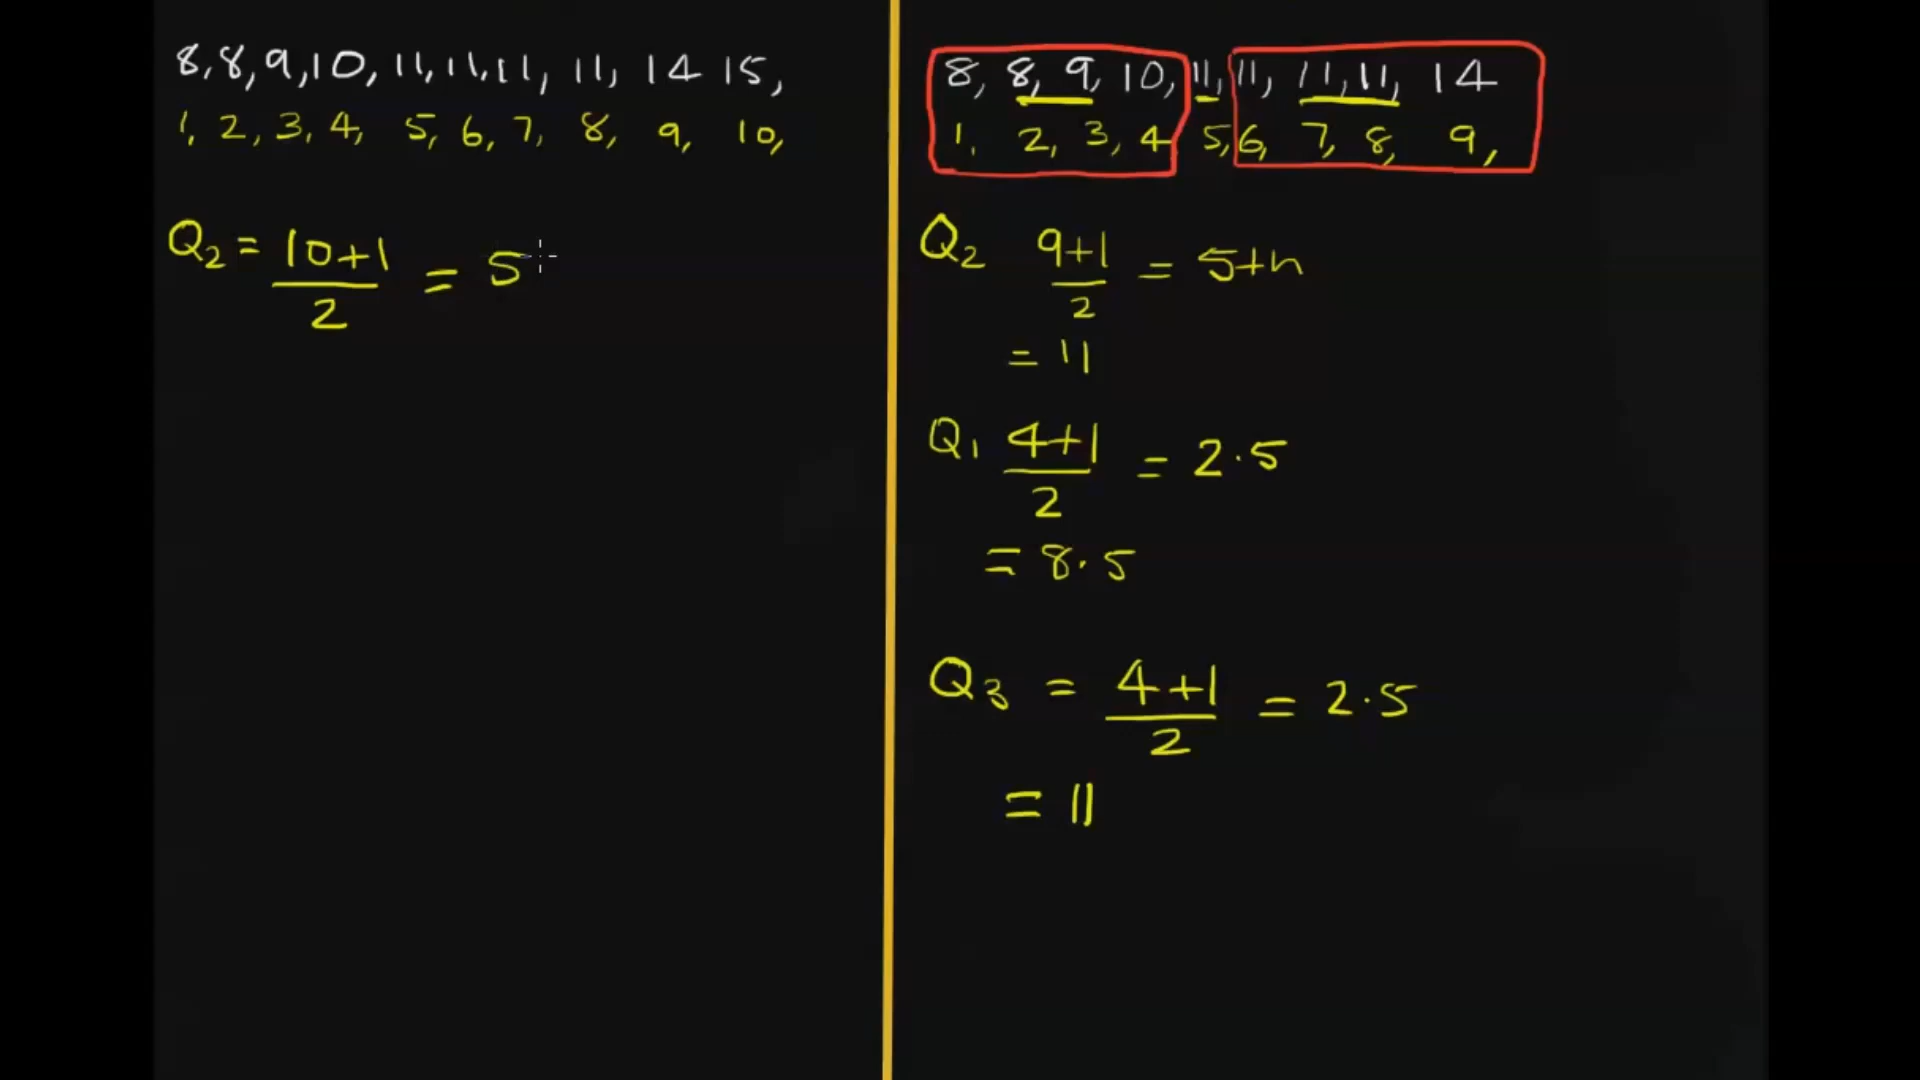 8, 8, 9, 10, 11, 11, 11, 11, 14 15,
1, 2, 3, 4, 5, 6, 7, 8, 9, 10,
Q2 = 10+1
2
= 5
8, 8, 9, 10, 11, 11, 11, 11, 14
1, 2, 3, 4 5, 6, 7, 8, 9,
Q2 9+1
2
= 5th
= 11
Q1 4+1
2
= 2.5
= 8.5
Q3 = 4+1
2
= 2.5
= 11